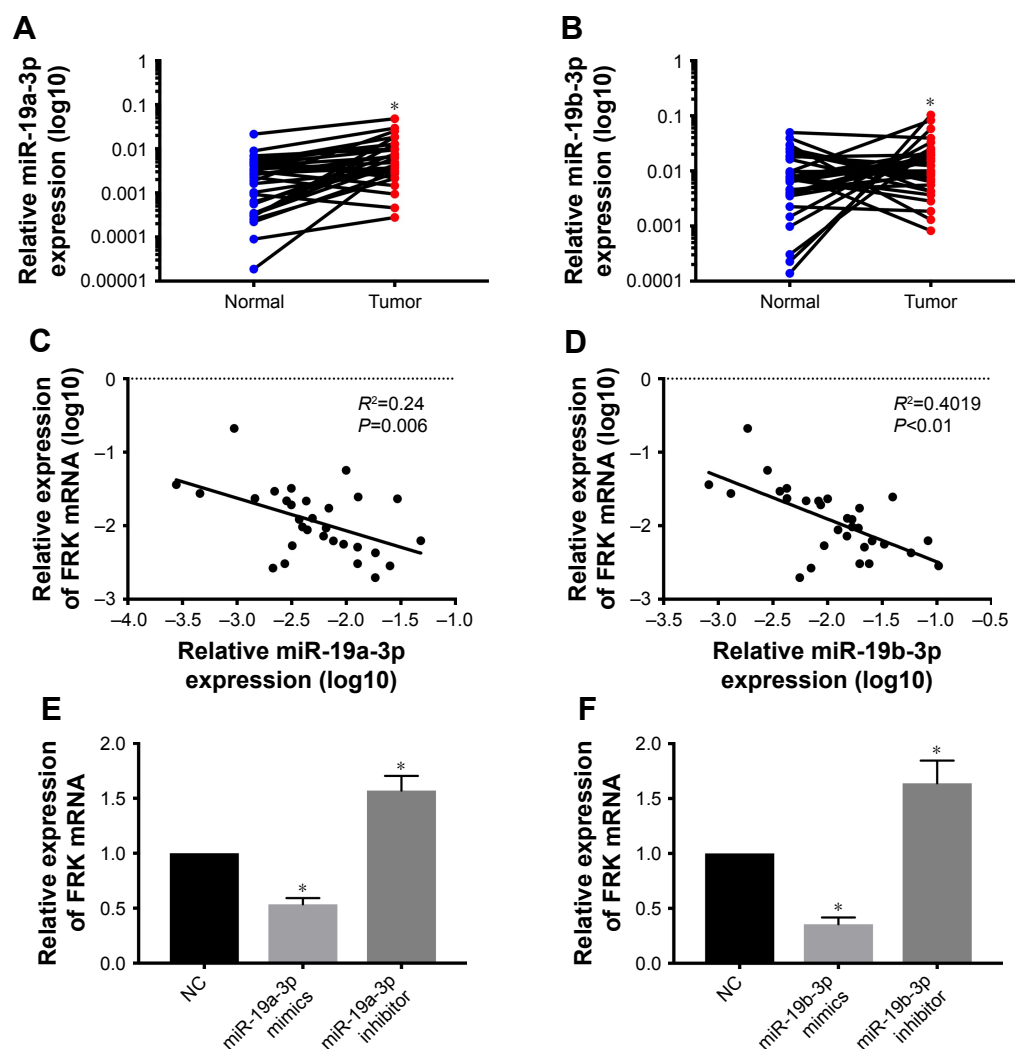 A
Relative miR-19a-3p
expression (log10)
1
0.1
0.01
0.001
0.0001
0.00001
*
Normal
Tumor
B
Relative miR-19b-3p
expression (log10)
1
0.1
0.01
0.001
0.0001
*
Normal
Tumor
C
Relative expression
of FRK mRNA (log10)
0
–1
–2
–3
R²=0.24
P=0.006
–4.0
–3.5
–3.0
–2.5
–2.0
–1.5
–1.0
Relative miR-19a-3p
expression (log10)
D
Relative expression
of FRK mRNA (log10)
0
–1
–2
–3
R²=0.4019
P<0.01
–3.5
–3.0
–2.5
–2.0
–1.5
–1.0
–0.5
Relative miR-19b-3p
expression (log10)
E
Relative expression
of FRK mRNA
2.0
1.5
1.0
0.5
0.0
*
*
NC
miR-19a-3p
mimics
miR-19a-3p
inhibitor
F
Relative expression
of FRK mRNA
2.0
1.5
1.0
0.5
0.0
*
*
NC
miR-19b-3p
mimics
miR-19b-3p
inhibitor